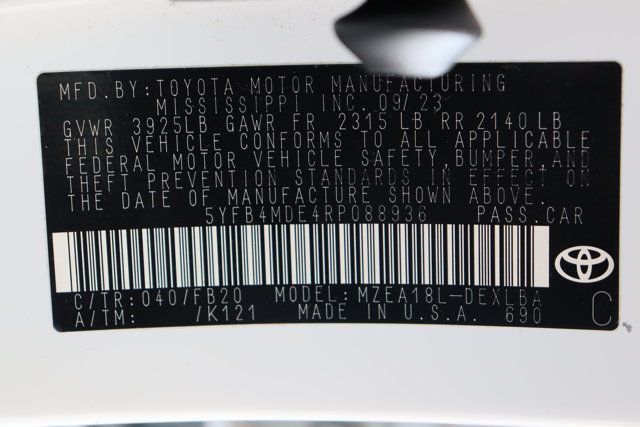 MFD.BY:TOYOTA MOTOR MANUFACTURING
MISSISSIPPI INC. 09/23
GVWR 3925LB GAWR FR 2315 LB RR 2140 LB
THIS VEHICLE CONFORMS TO ALL APPLICABLE
FEDERAL MOTOR VEHICLE SAFETY,BUMPER,AND
THEFT PREVENTION STANDARDS IN EFFECT ON
THE DATE OF MANUFACTURE SHOWN ABOVE.
5YFB4MDE4RP088936 PASS.CAR
C/TR:040/FB20 MODEL:MZEA18L-DEXLBA
A/TM: /K121 MADE IN U.S.A. 690 C